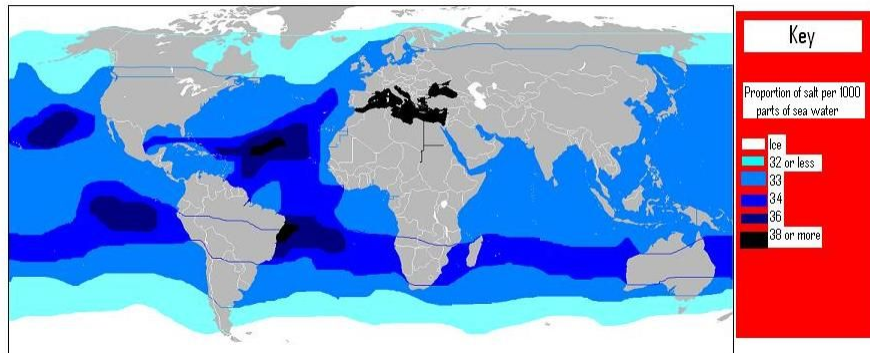 Key
Proportion of salt per 1000
parts of sea water
Ice
32 or less
33
34
36
38 or more